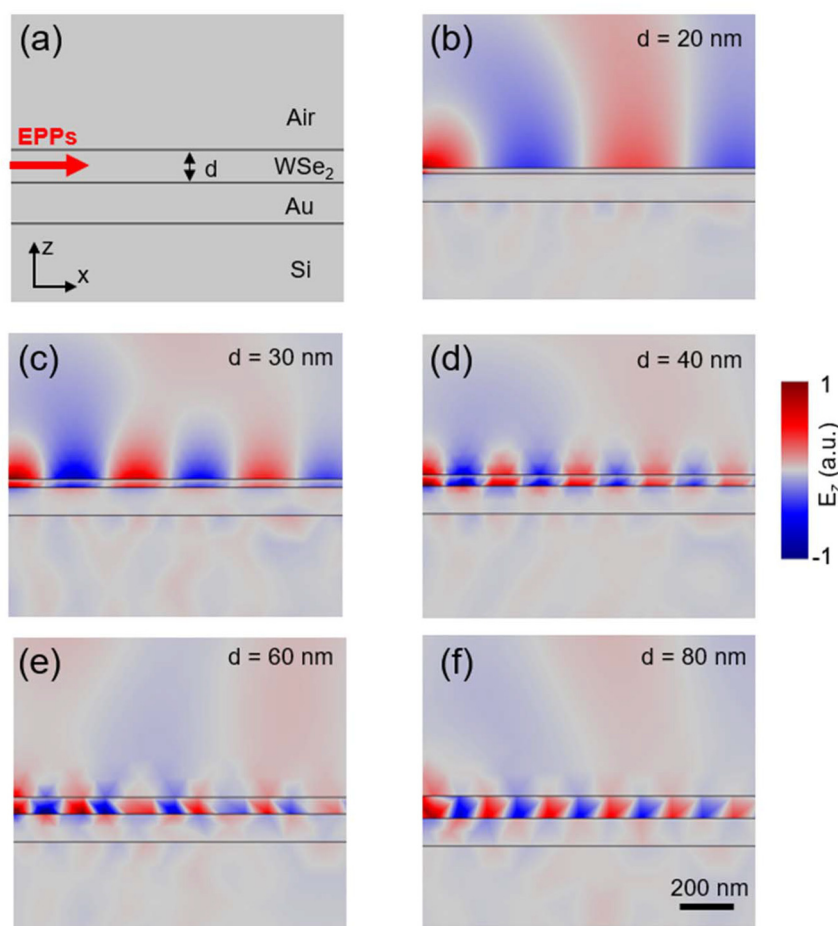 (a)
Air
EPPs
d
WSe₂
Au
z
x
Si
(b)
d = 20 nm
(c)
d = 30 nm
(d)
d = 40 nm
1
E_z (a.u.)
-1
(e)
d = 60 nm
(f)
d = 80 nm
200 nm